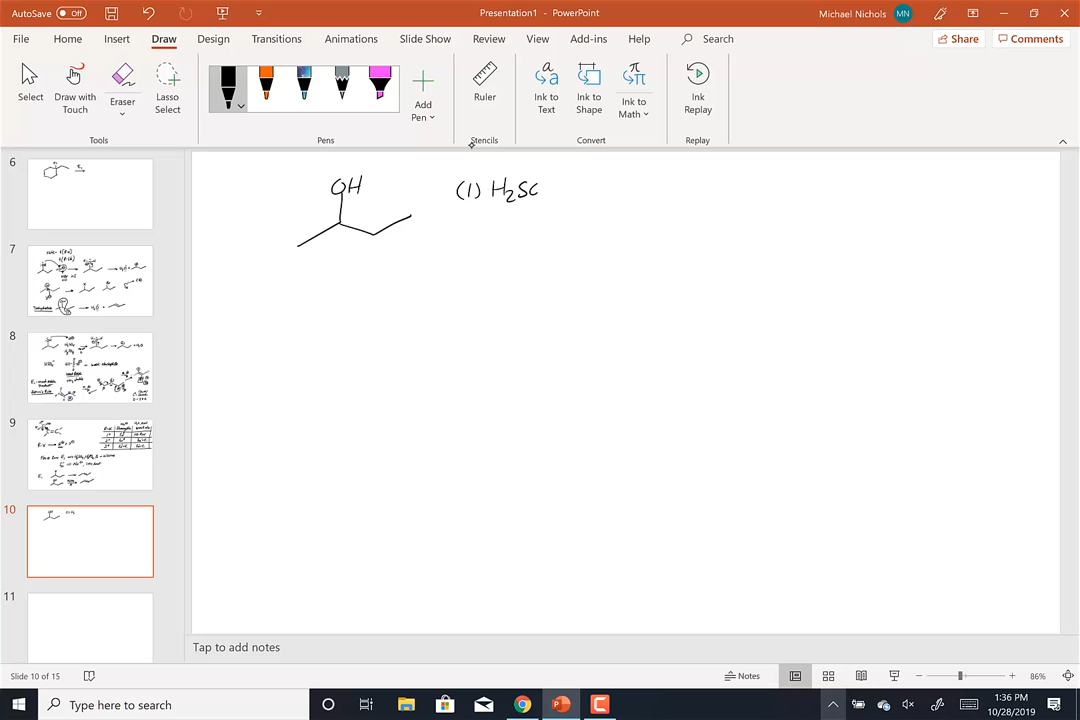 AutoSave Off Presentation1 - PowerPoint Michael Nichols MN
File Home Insert Draw Design Transitions Animations Slide Show Review View Add-ins Help Search Share Comments
Select Draw with Touch Eraser Lasso Select Add Pen Ruler Ink to Text Ink to Shape Ink to Math Ink Replay
Tools Pens Stencils Convert Replay
6
7
8
9
10
11
OH (1) H2SC
Tap to add notes
Slide 10 of 15 Notes 86%
Type here to search 1:36 PM
10/28/2019